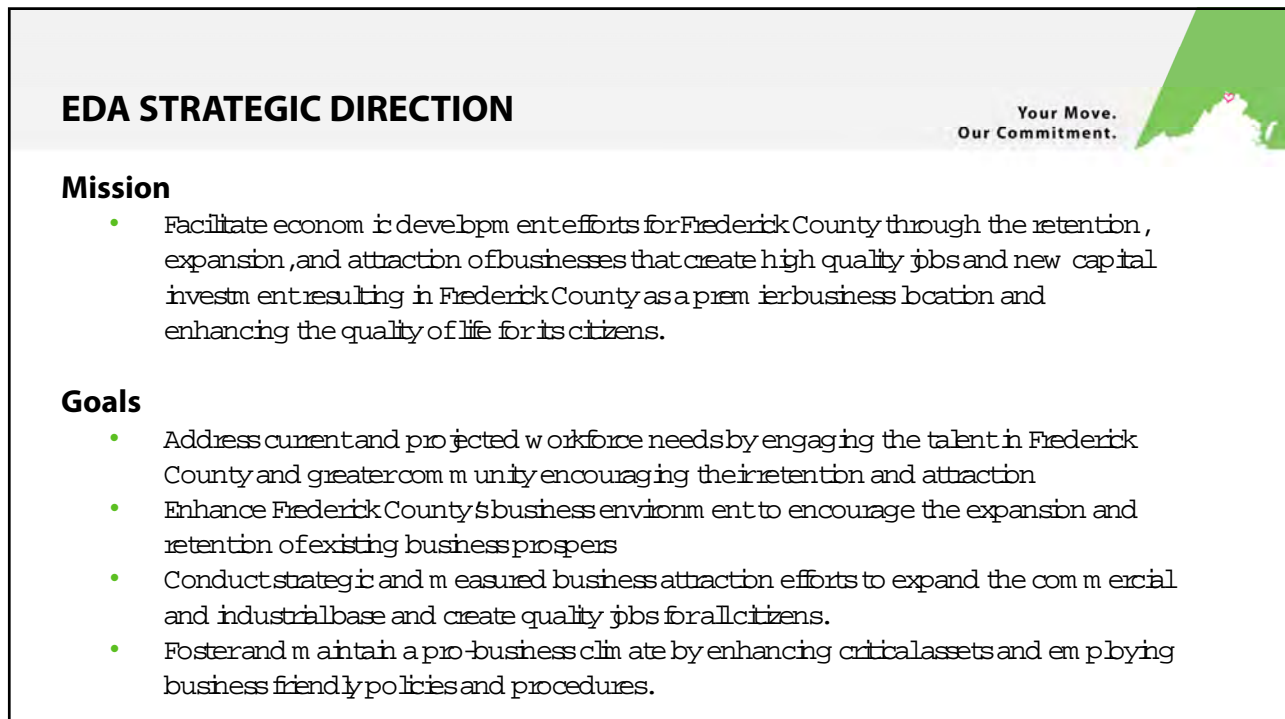 EDA STRATEGIC DIRECTION
Your Move.
Our Commitment.
Mission
• Facilitate economic development efforts for Frederick County through the retention,
expansion, and attraction of businesses that create high quality jobs and new capital
investment resulting in Frederick County as a premier business location and
enhancing the quality of life for its citizens.
Goals
• Address current and projected workforce needs by engaging the talent in Frederick
County and greater community encouraging their retention and attraction
• Enhance Frederick County's business environment to encourage the expansion and
retention of existing business prospers
• Conduct strategic and measured business attraction efforts to expand the commercial
and industrial base and create quality jobs for all citizens.
• Foster and maintain a pro-business climate by enhancing critical assets and employing
business friendly policies and procedures.